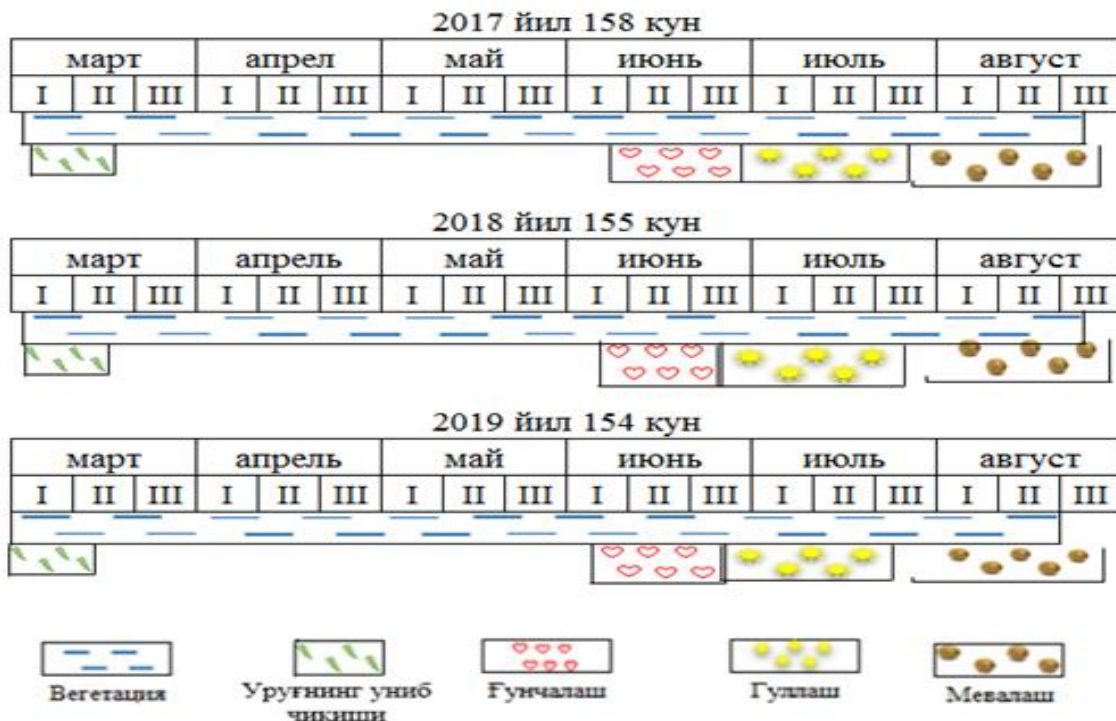 2017 йил 158 кун
март апрел май июнь июль август
I II III I II III I II III I II III I II III I II III
2018 йил 155 кун
март апрель май июнь июль август
I II III I II III I II III I II III I II III I II III
2019 йил 154 кун
март апрель май июнь июль август
I II III I II III I II III I II III I II III I II III
Вегетация Уруғнинг униб Ғунчалаш Гуллаш Мевалаш
чикиши